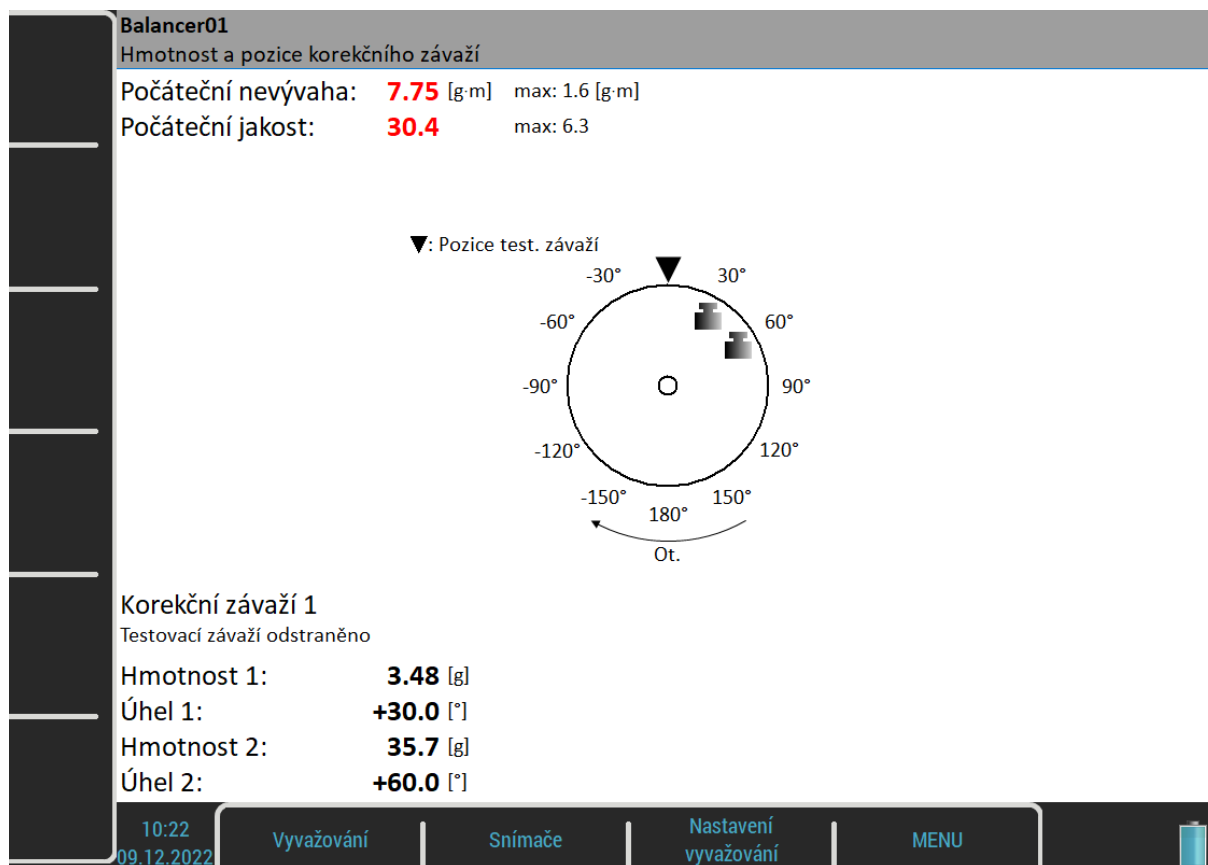 Balancer01
Hmotnost a pozice korekčního závaží
Počáteční nevývaha: 7.75 [g·m] max: 1.6 [g·m]
Počáteční jakost: 30.4 max: 6.3
▼: Pozice test. závaží
-30° 30°
-60° 60°
-90° 90°
-120° 120°
-150° 150°
180°
Ot.
Korekční závaží 1
Testovací závaží odstraněno
Hmotnost 1: 3.48 [g]
Úhel 1: +30.0 [°]
Hmotnost 2: 35.7 [g]
Úhel 2: +60.0 [°]
10:22
09.12.2022
Vyvažování
Snímače
Nastavení
vyvažování
MENU